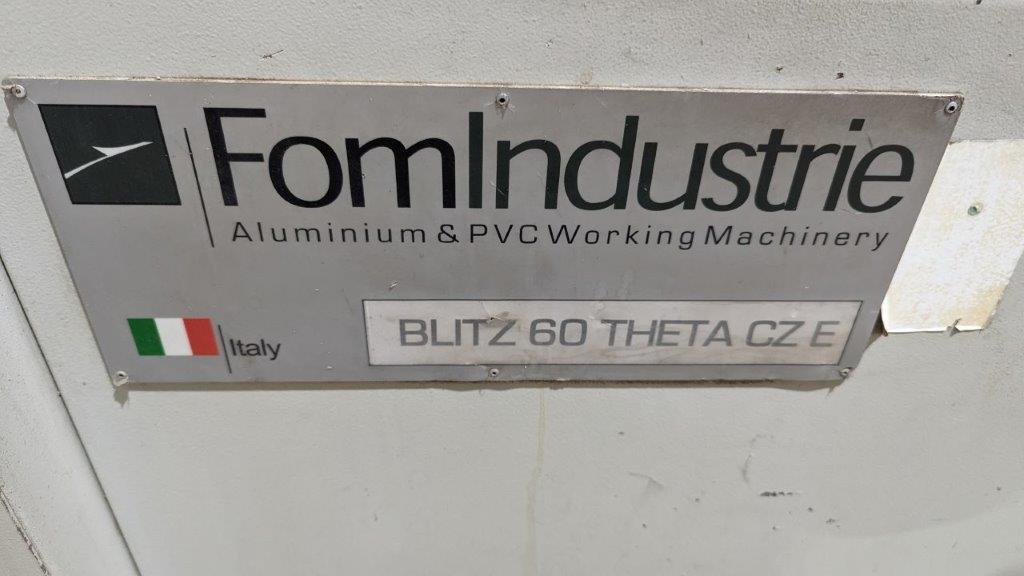 FomIndustrie
Aluminium & PVC Working Machinery
Italy
BLITZ 60 THETA CZ E